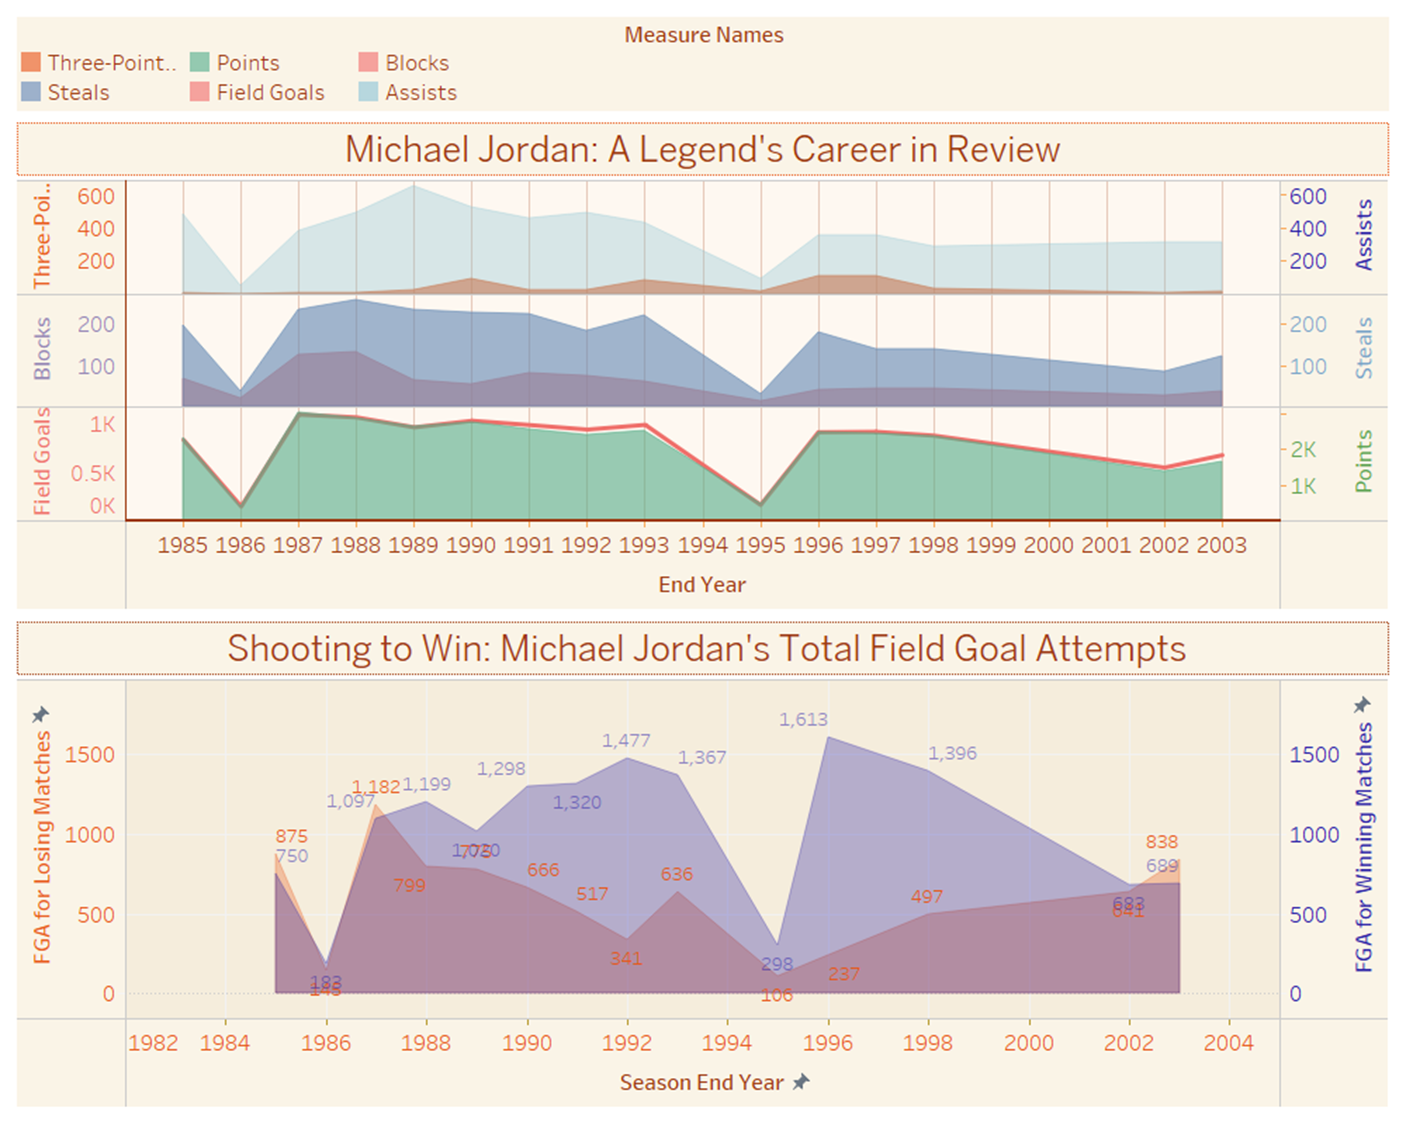 Measure Names
Three-Point.. Points Blocks
Steals Field Goals Assists
Michael Jordan: A Legend's Career in Review
Three-Poi..
600
400
200
600
400
200
Assists
Blocks
200
100
200
100
Steals
Field Goals
1K
0.5K
0K
2K
1K
Points
1985 1986 1987 1988 1989 1990 1991 1992 1993 1994 1995 1996 1997 1998 1999 2000 2001 2002 2003
End Year
Shooting to Win: Michael Jordan's Total Field Goal Attempts
FGA for Losing Matches
1500
1000
500
0
875
750
183
1,097
1,182
1,199
799
1,298
1,020
666
1,320
517
1,477
341
1,367
636
298
106
1,613
237
1,396
497
683
641
838
689
1500
1000
500
0
FGA for Winning Matches
1982 1984 1986 1988 1990 1992 1994 1996 1998 2000 2002 2004
Season End Year